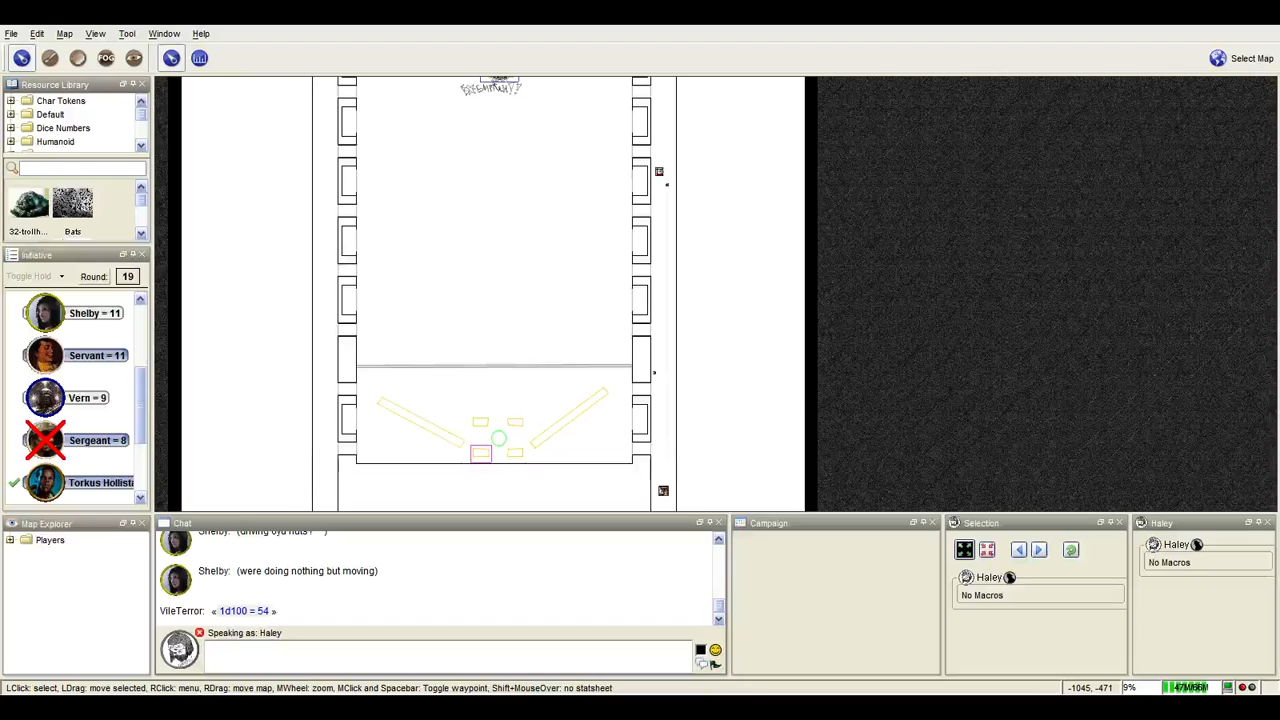 File Edit Map View Tool Window Help
FOG
Select Map
Resource Library
Char Tokens
Default
Dice Numbers
Humanoid
32-trollh...
Bats
Initiative
Toggle Hold
Round: 19
Shelby = 11
Servant = 11
Vern = 9
Sergeant = 8
Torkus Hollista
Map Explorer
Players
Chat
Shelby: (were doing nothing but moving)
VileTerror: « 1d100 = 54 »
Speaking as: Haley
Campaign
Selection
Haley
No Macros
Haley
Haley
No Macros
LClick: select, LDrag: move selected, RClick: menu, RDrag: move map, MWheel: zoom, MClick and Spacebar: Toggle waypoint, Shift+MouseOver: no statsheet
-1045, -471
9%
47M/66M